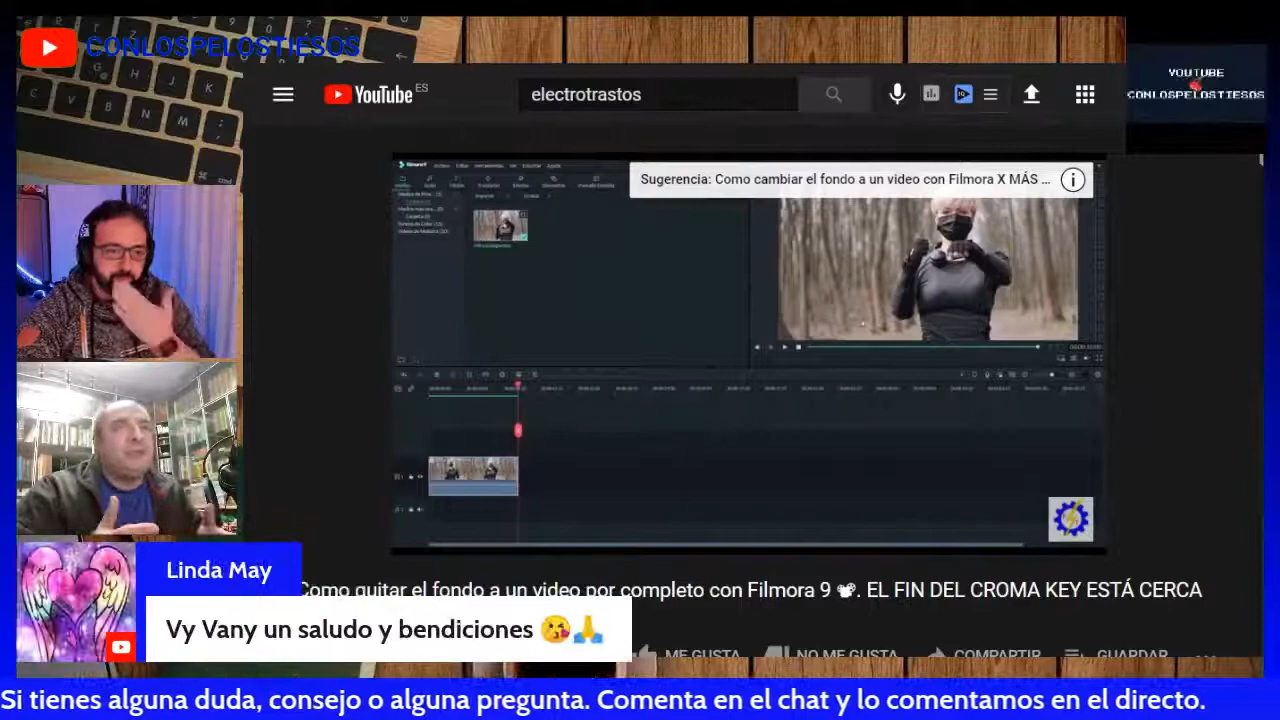 CONLOSPELOSTIESOS
YouTube ES
electrotrastos
YOUTUBE
CONLOSPELOSTIESOS
Sugerencia: Como cambiar el fondo a un video con Filmora X MÁS ...
Como quitar el fondo a un video por completo con Filmora 9 📽. EL FIN DEL CROMA KEY ESTÁ CERCA
ME GUSTA
NO ME GUSTA
COMPARTIR
GUARDAR
Linda May
Vy Vany un saludo y bendiciones 😘🙏
Si tienes alguna duda, consejo o alguna pregunta. Comenta en el chat y lo comentamos en el directo.